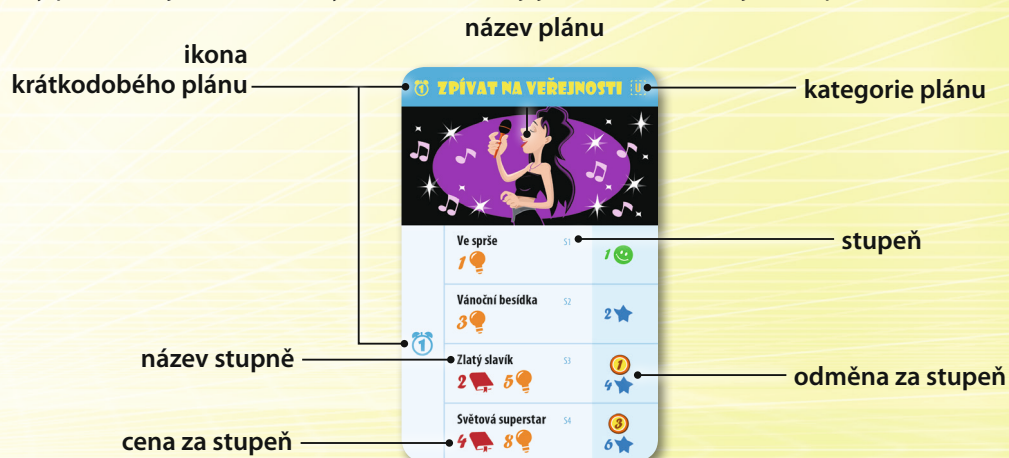 název plánu
ikona
krátkodobého plánu
1 ZPÍVAT NA VEŘEJNOSTI U
kategorie plánu
Ve sprše S1
1
1
stupeň
Vánoční besídka S2
3
2
1
název stupně
Zlatý slavík S3
2 5
1
4
odměna za stupeň
Světová superstar S4
4 8
3
6
cena za stupeň